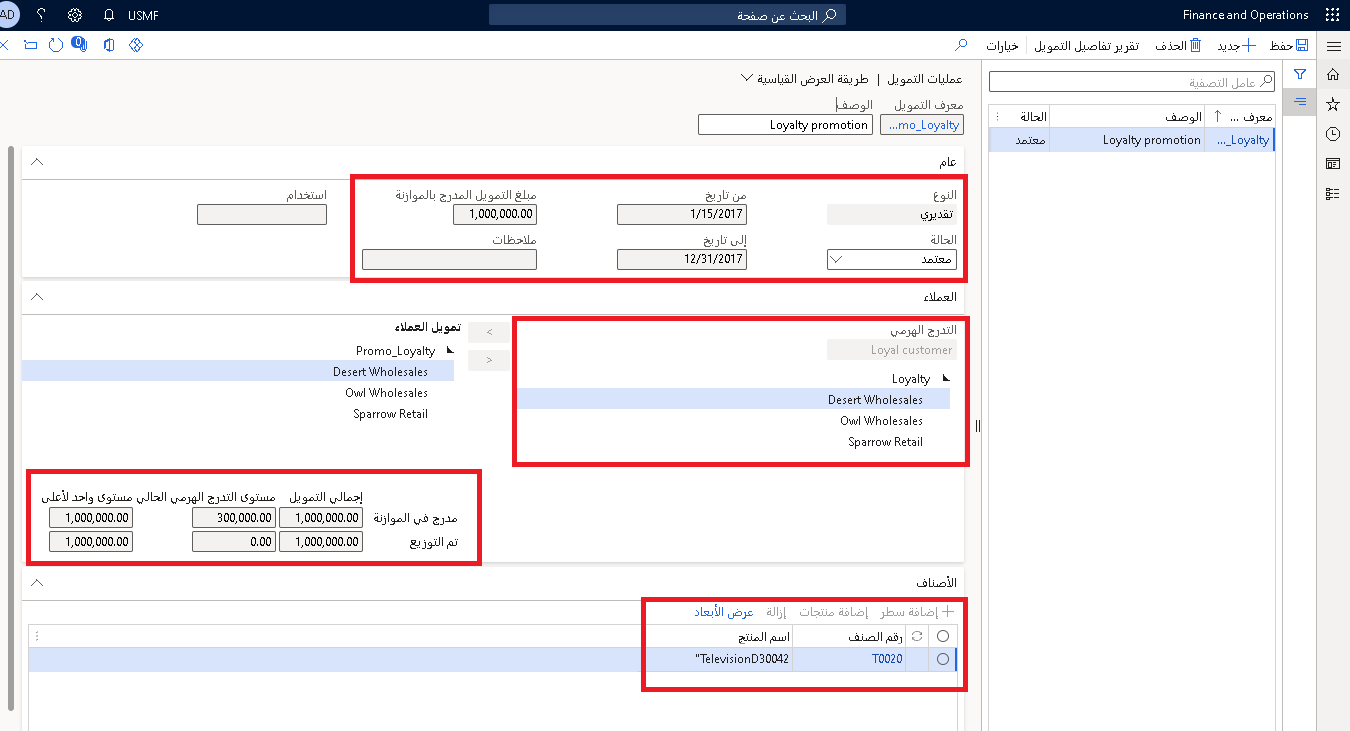 Finance and Operations
البحث عن صفحة
USMF
AD
حفظ
جديد
الحذف
تقرير تفاصيل التمويل
خيارات
0
عامل التصفية
معرف ...
الوصف
الحالة
..._Loyalty
Loyalty promotion
معتمد
عمليات التمويل | طريقة العرض القياسية
معرف التمويل
الوصف
...mo_Loyalty
Loyalty promotion
عام
النوع
من تاريخ
مبلغ التمويل المدرج بالموازنة
استخدام
تقديري
1/15/2017
1,000,000.00
الحالة
إلى تاريخ
ملاحظات
معتمد
12/31/2017
العملاء
التدرج الهرمي
Loyal customer
Loyalty
Desert Wholesales
Owl Wholesales
Sparrow Retail
تمويل العملاء
Promo_Loyalty
Desert Wholesales
Owl Wholesales
Sparrow Retail
إجمالي التمويل
مستوى التدرج الهرمي الحالي
مستوى واحد لأعلى
مدرج في الموازنة
1,000,000.00
300,000.00
1,000,000.00
تم التوزيع
1,000,000.00
0.00
1,000,000.00
الأصناف
إضافة سطر
إضافة منتجات
إزالة
عرض الأبعاد
رقم الصنف
اسم المنتج
T0020
"TelevisionD30042